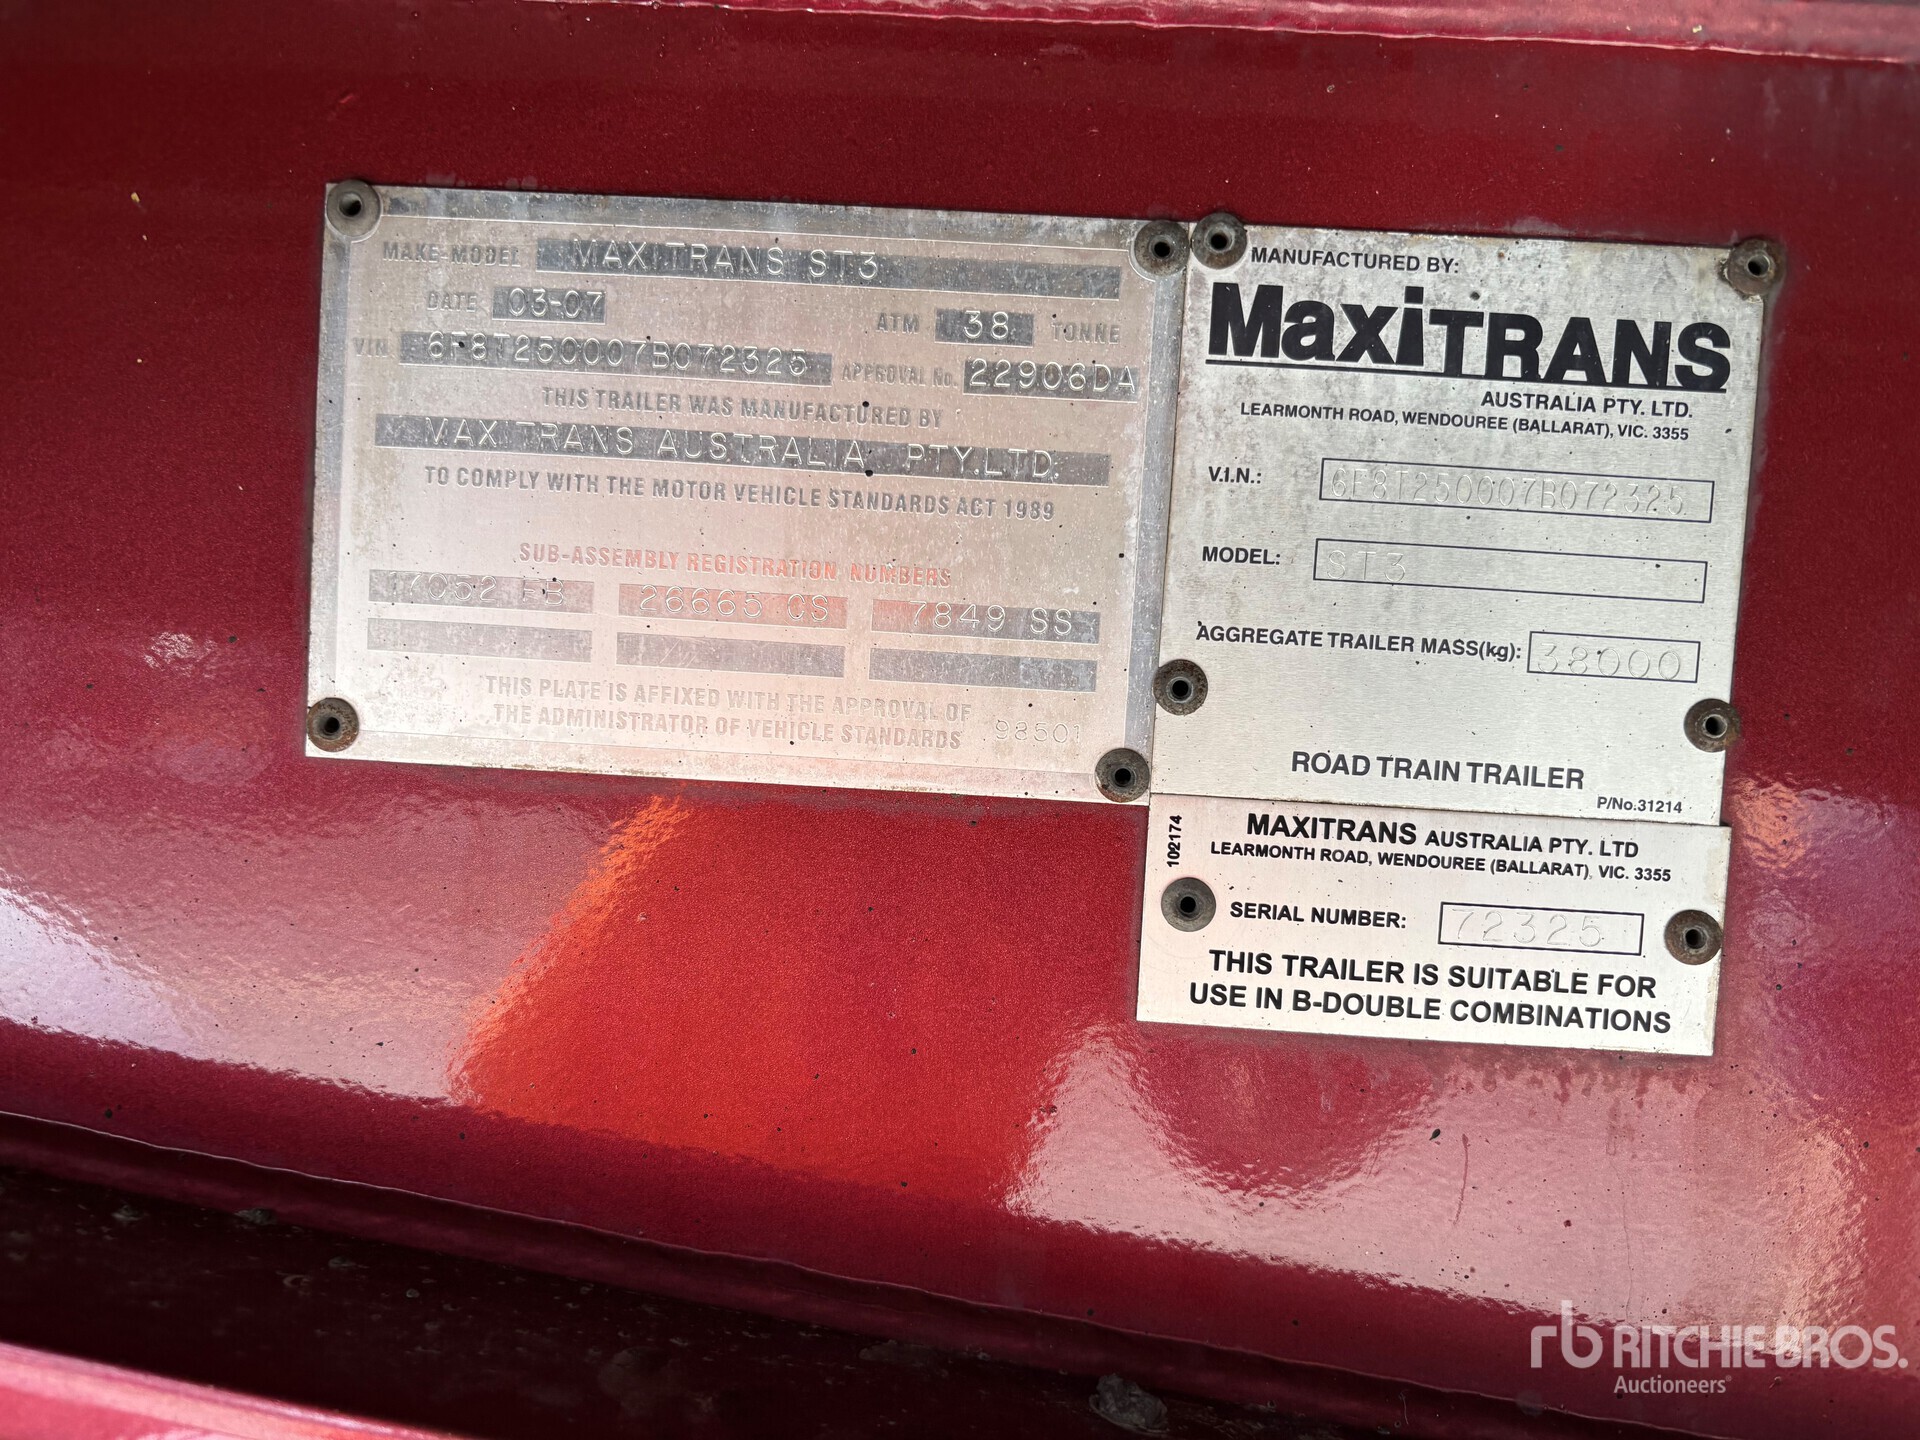 MAKE-MODEL MAXITRANS ST3
DATE 03-07 ATM 38 TONNE
VIN 6F8T250007B072325 APPROVAL No. 22906DA
THIS TRAILER WAS MANUFACTURED BY
MAXITRANS AUSTRALIA PTY.LTD.
TO COMPLY WITH THE MOTOR VEHICLE STANDARDS ACT 1989
SUB-ASSEMBLY REGISTRATION NUMBERS
17052 FB 26665 CS 7849 SS
THIS PLATE IS AFFIXED WITH THE APPROVAL OF
THE ADMINISTRATOR OF VEHICLE STANDARDS 98501
MANUFACTURED BY:
MaxiTRANS
AUSTRALIA PTY. LTD.
LEARMONTH ROAD, WENDOUREE (BALLARAT), VIC. 3355
V.I.N.: 6F8T250007B072325
MODEL: ST3
AGGREGATE TRAILER MASS(kg): 38000
ROAD TRAIN TRAILER
P/No.31214
102174
MAXITRANS AUSTRALIA PTY. LTD
LEARMONTH ROAD, WENDOUREE (BALLARAT), VIC. 3355
SERIAL NUMBER: 72325
THIS TRAILER IS SUITABLE FOR
USE IN B-DOUBLE COMBINATIONS
rb RITCHIE BROS.
Auctioneers